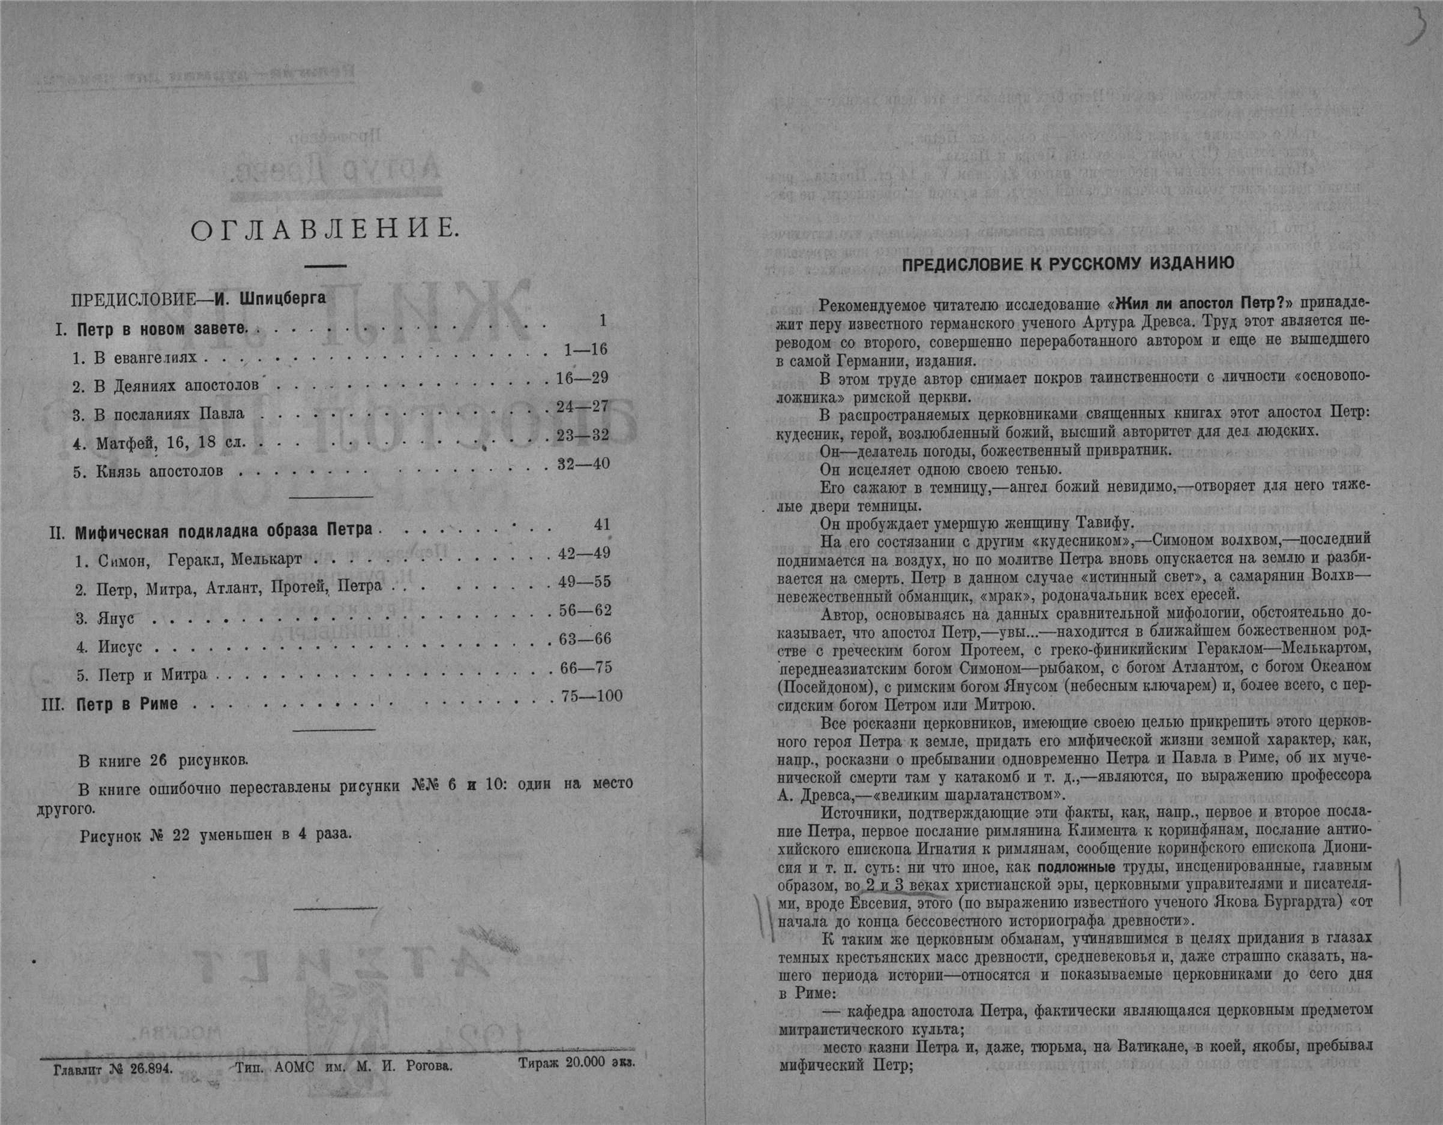 ОГЛАВЛЕНИЕ.
ПРЕДИСЛОВИЕ—И. Шпицберга
I. Петр в новом завете. . . . . . . . . . . . . . . . . 1
1. В евангелиях . . . . . . . . . . . . . . . . . . . 1—16
2. В Деяниях апостолов . . . . . . . . . . . . . . . 16—29
3. В посланиях Павла . . . . . . . . . . . . . . . . 24—27
4. Матфей, 16, 18 сл. . . . . . . . . . . . . . . . . 23—32
5. Князь апостолов . . . . . . . . . . . . . . . . . 32—40
II. Мифическая подкладка образа Петра . . . . . . . . . 41
1. Симон, Геракл, Мелькарт . . . . . . . . . . . . . 42—49
2. Петр, Митра, Атлант, Протей, Петра . . . . . . . . 49—55
3. Янус . . . . . . . . . . . . . . . . . . . . . . 56—62
4. Иисус . . . . . . . . . . . . . . . . . . . . . . 63—66
5. Петр и Митра . . . . . . . . . . . . . . . . . . . 66—75
III. Петр в Риме . . . . . . . . . . . . . . . . . . . 75—100
В книге 26 рисунков.
В книге ошибочно переставлены рисунки №№ 6 и 10: один на место
другого.
Рисунок № 22 уменьшен в 4 раза.
Главлит № 26.894. Тип. АОМС им. М. И. Рогова. Тираж 20.000 экз.
3
ПРЕДИСЛОВИЕ К РУССКОМУ ИЗДАНИЮ
Рекомендуемое читателю исследование «Жил ли апостол Петр?» принадле-
жит перу известного германского ученого Артура Древса. Труд этот является пе-
реводом со второго, совершенно переработанного автором и еще не вышедшего
в самой Германии, издания.
В этом труде автор снимает покров таинственности с личности «осново­по-
ложника» римской церкви.
В распространяемых церковниками священных книгах этот апостол Петр:
кудесник, герой, возлюбленный божий, высший авторитет для дел людских.
Он—делатель погоды, божественный привратник.
Он исцеляет одною своею тенью.
Его сажают в темницу,—ангел божий невидимо,—отворяет для него тяже-
лые двери темницы.
Он пробуждает умершую женщину Тавифу.
На его состязании с другим «кудесником»,—Симоном волхвом,—последний
поднимается на воздух, но по молитве Петра вновь опускается на землю и разби-
вается на смерть. Петр в данном случае «истинный свет», а самарянин Волхв—
невежественный обманщик, «мрак», родоначальник всех ересей.
Автор, основываясь на данных сравнительной мифологии, обстоятельно до-
казывает, что апостол Петр,—увы...—находится в ближайшем божественном род-
стве с греческим богом Протеем, с греко-финикийским Гераклом—Мелькартом,
переднеазиатским богом Симоном—рыбаком, с богом Атлантом, с богом Океаном
(Посейдоном), с римским богом Янусом (небесным ключарем) и, более всего, с пер-
сидским богом Петром или Митрою.
Все росказни церковников, имеющие своею целью прикрепить этого церков-
ного героя Петра к земле, придать его мифической жизни земной характер, как,
напр., росказни о пребывании одновременно Петра и Павла в Риме, об их муче-
нической смерти там у катакомб и т. д.,—являются, по выражению профессора
А. Древса,—«великим шарлатанством».
Источники, подтверждающие эти факты, как, напр., первое и второе посла-
ние Петра, первое послание римлянина Климента к коринфянам, послание антио-
хийского епископа Игнатия к римлянам, сообщение коринфского епископа Диони-
сия и т. п. суть: ни что иное, как подложные труды, инсценированные, главным
образом, во 2 и 3 веках христианской эры, церковными управителями и писателя-
ми, вроде Евсевия, этого (по выражению известного ученого Якова Бургардта) «от
начала до конца бессовестного историографа древности».
К таким же церковным обманам, учинявшимся в целях придания в глазах
темных крестьянских масс древности, средневековья и, даже страшно сказать, на-
шего периода истории—относятся и показываемые церковниками до сего дня
в Риме:
— кафедра апостола Петра, фактически являющаяся церковным предметом
митраистического культа;
место казни Петра и, даже, тюрьма, на Ватикане, в коей, якобы, пребывал
мифический Петр;